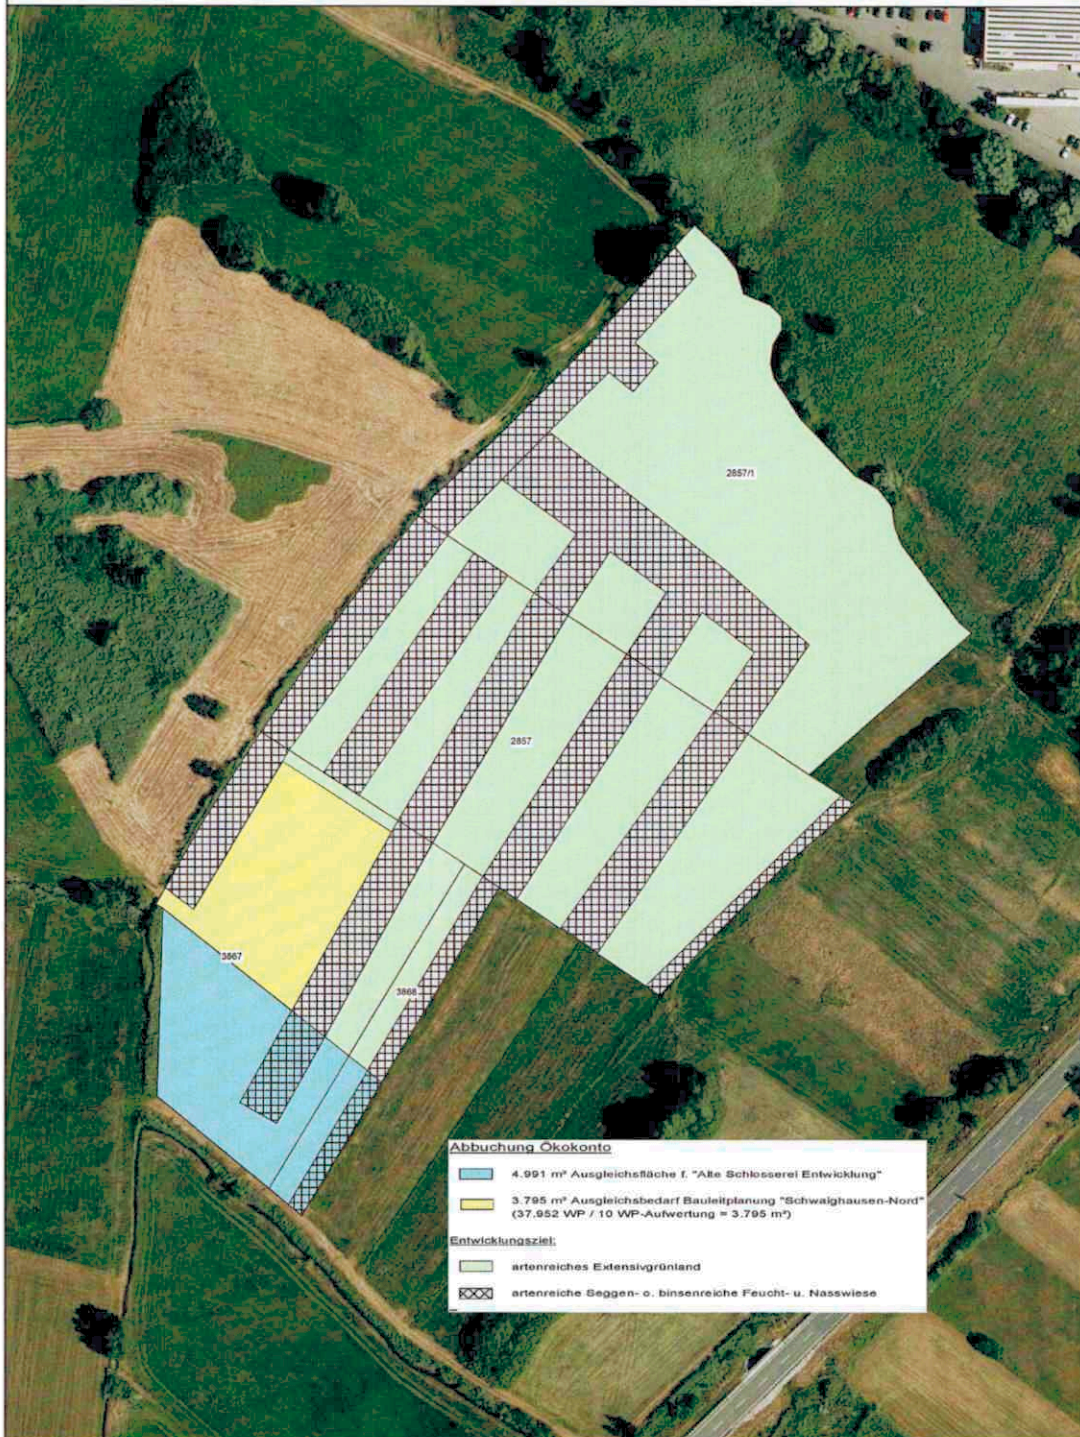 2857/1
2857
3867
3868
Abbuchung Ökokonto
4.991 m² Ausgleichsfläche f. "Alte Schlosserei Entwicklung"
3.795 m² Ausgleichsbedarf Bauleitplanung "Schwaighausen-Nord"
(37.952 WP / 10 WP-Aufwertung = 3.795 m²)
Entwicklungsziel:
artenreiches Extensivgrünland
artenreiche Seggen- o. binsenreiche Feucht- u. Nasswiese